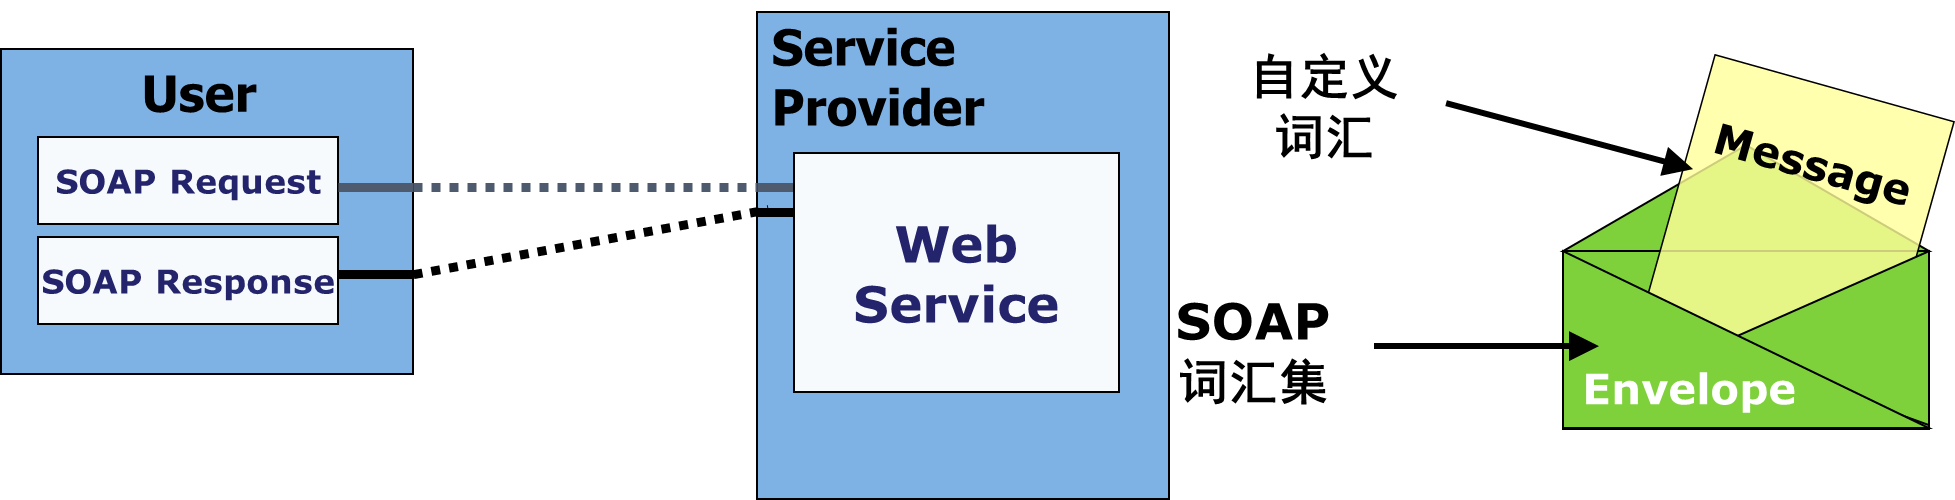 User
SOAP Request
SOAP Response
Service
Provider
Web
Service
自定义
词汇
SOAP
词汇集
Message
Envelope